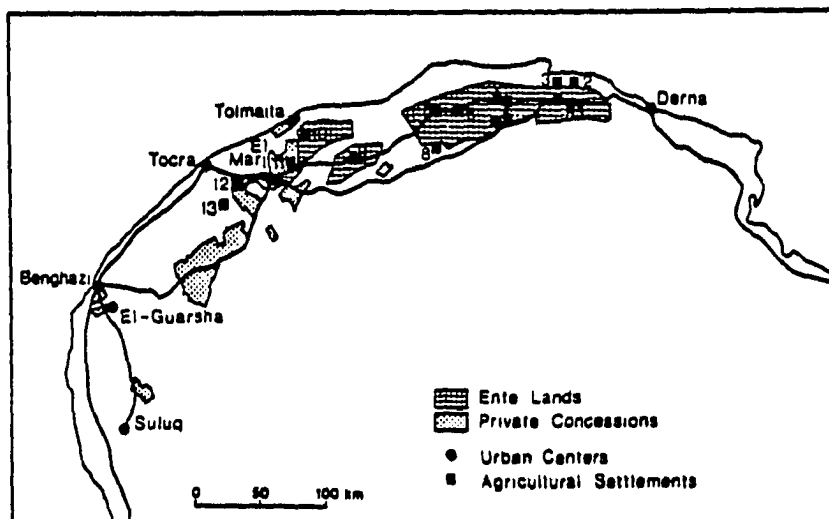 Tolmaita
Derna
El
Marj
Tocra
12
8
13
Benghazi
El-Guarsha
Suluq
Ente Lands
Private Concessions
Urban Centers
Agricultural Settlements
0 50 100 km